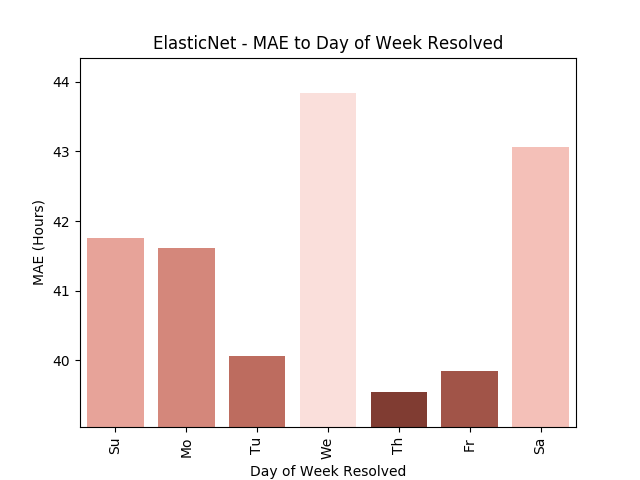 ElasticNet - MAE to Day of Week Resolved
44
43
42
41
40
MAE (Hours)
Su
Mo
Tu
We
Th
Fr
Sa
Day of Week Resolved